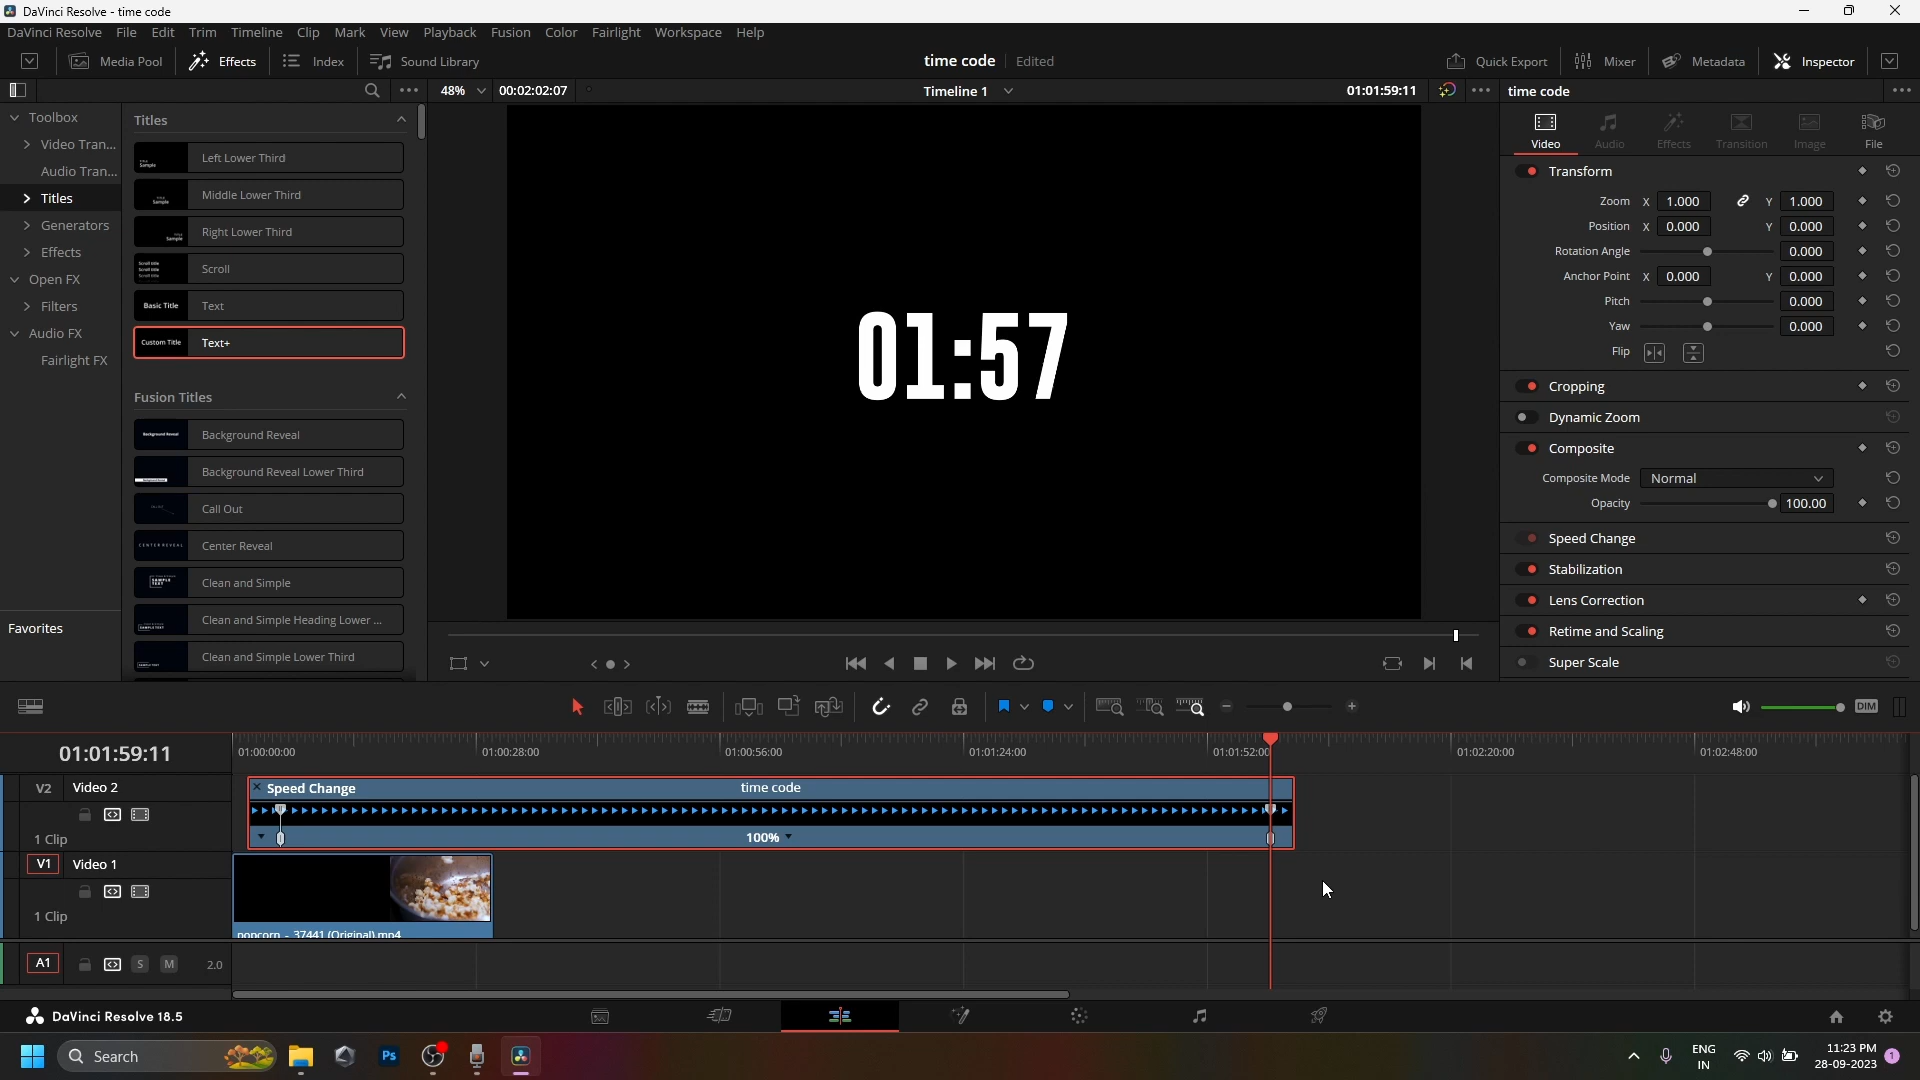 DaVinci Resolve - time code
DaVinci Resolve File Edit Trim Timeline Clip Mark View Playback Fusion Color Fairlight Workspace Help
Media Pool Effects Index Sound Library time code Edited Quick Export Mixer Metadata Inspector
48% 00:02:02:07 Timeline 1 01:01:59:11 time code
Toolbox
Video Tran...
Audio Tran...
Titles
Generators
Effects
Open FX
Filters
Audio FX
Fairlight FX
Favorites
Titles
Left Lower Third
Middle Lower Third
Right Lower Third
Scroll
Basic Title Text
Custom Title Text+
Fusion Titles
Background Reveal Background Reveal
Background Reveal Lower Third
Call Out
CENTER REVEAL Center Reveal
Clean and Simple
Clean and Simple Heading Lower ...
Clean and Simple Lower Third
01:57
Video Audio Effects Transition Image File
Transform
Zoom X 1.000 Y 1.000
Position X 0.000 Y 0.000
Rotation Angle 0.000
Anchor Point X 0.000 Y 0.000
Pitch 0.000
Yaw 0.000
Flip
Cropping
Dynamic Zoom
Composite
Composite Mode Normal
Opacity 100.00
Speed Change
Stabilization
Lens Correction
Retime and Scaling
Super Scale
DIM
01:01:59:11 01:00:00:00 01:00:28:00 01:00:56:00 01:01:24:00 01:01:52:00 01:02:20:00 01:02:48:00
V2 Video 2
1 Clip
Speed Change time code
100%
V1 Video 1
1 Clip
popcorn - 37441 (Original).mp4
A1 S M 2.0
DaVinci Resolve 18.5
Search Ps ENG
IN
11:23 PM
28-09-2023 1